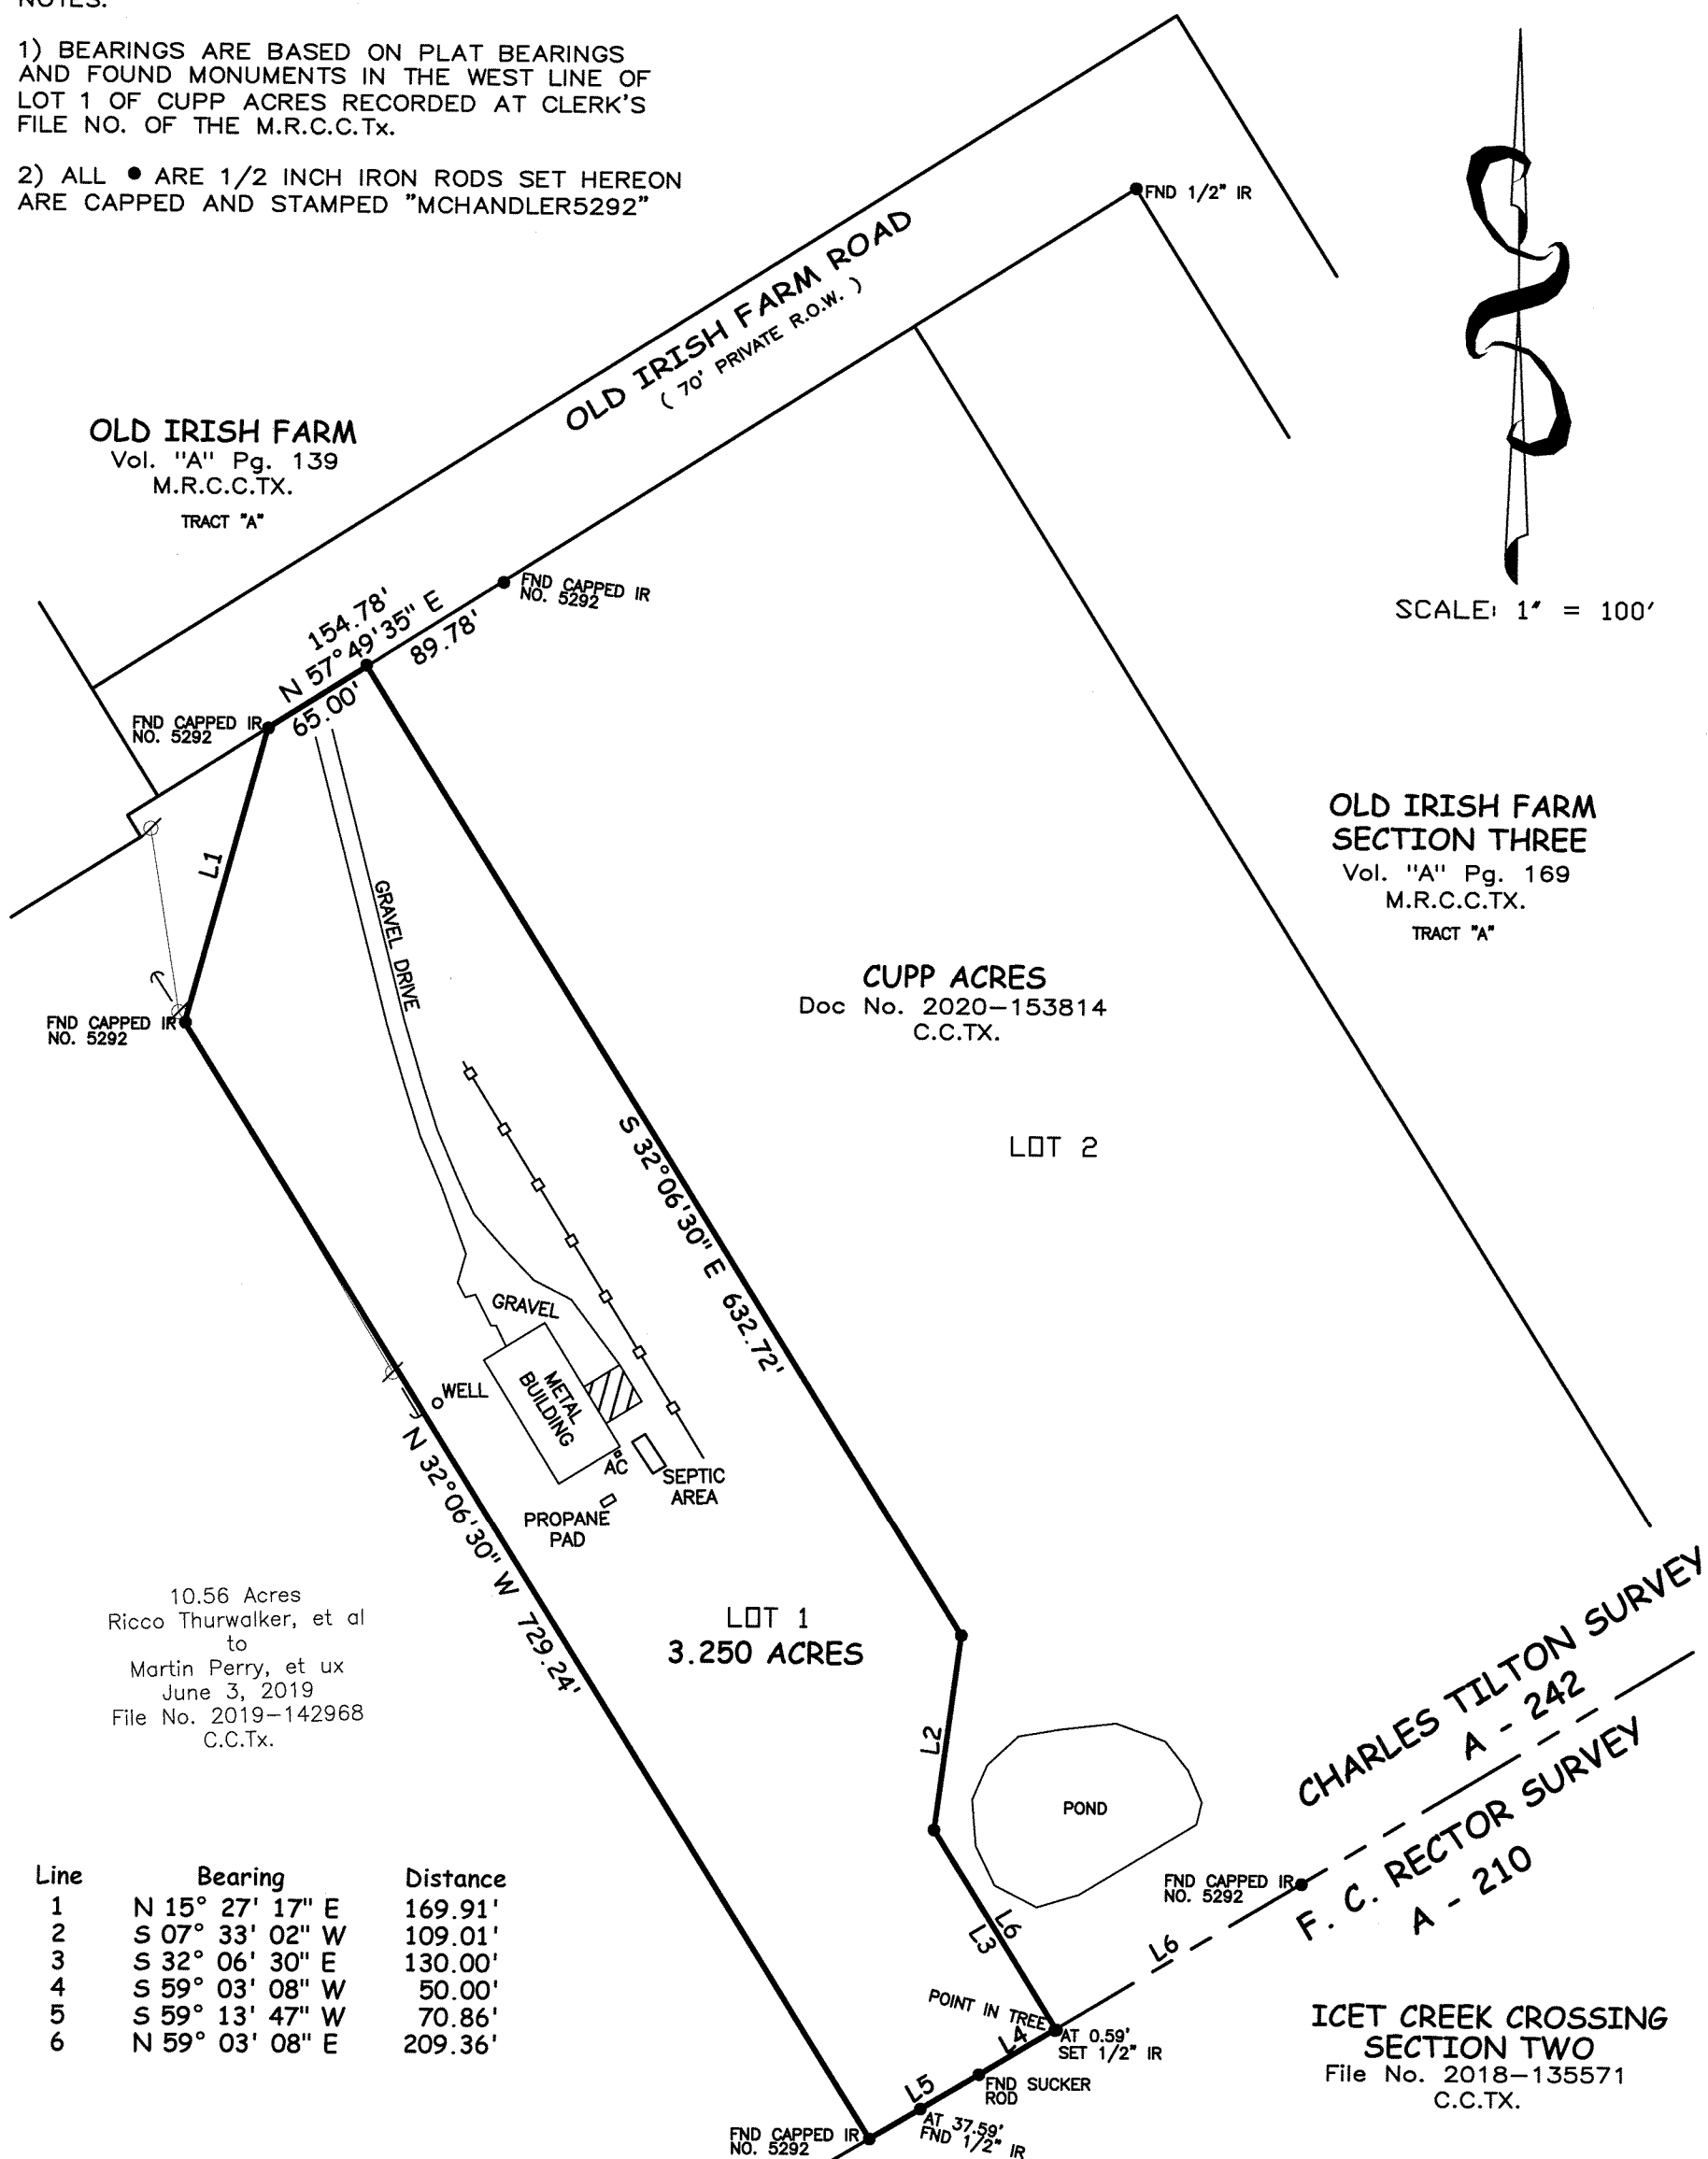 NOTES:
1) BEARINGS ARE BASED ON PLAT BEARINGS
AND FOUND MONUMENTS IN THE WEST LINE OF
LOT 1 OF CUPP ACRES RECORDED AT CLERK'S
FILE NO. OF THE M.R.C.C.Tx.
2) ALL ● ARE 1/2 INCH IRON RODS SET HEREON
ARE CAPPED AND STAMPED "MCHANDLER5292"
FND 1/2" IR
OLD IRISH FARM ROAD
( 70' PRIVATE R.O.W. )
OLD IRISH FARM
Vol. "A" Pg. 139
M.R.C.C.TX.
TRACT "A"
SCALE: 1" = 100'
FND CAPPED IR
NO. 5292
154.78'
N 57°49'35" E
89.78'
65.00'
FND CAPPED IR
NO. 5292
L1
GRAVEL DRIVE
OLD IRISH FARM
SECTION THREE
Vol. "A" Pg. 169
M.R.C.C.TX.
TRACT "A"
CUPP ACRES
Doc No. 2020-153814
C.C.TX.
FND CAPPED IR
NO. 5292
LOT 2
S 32°06'30" E 632.72'
GRAVEL
WELL
METAL
BUILDING
AC
SEPTIC
AREA
PROPANE
PAD
N 32°06'30" W 729.24'
10.56 Acres
Ricco Thurwalker, et al
to
Martin Perry, et ux
June 3, 2019
File No. 2019-142968
C.C.Tx.
LOT 1
3.250 ACRES
CHARLES TILTON SURVEY
A - 242
F. C. RECTOR SURVEY
A - 210
L2
POND
FND CAPPED IR
NO. 5292
L6
L3
L6
Line Bearing Distance
1 N 15° 27' 17" E 169.91'
2 S 07° 33' 02" W 109.01'
3 S 32° 06' 30" E 130.00'
4 S 59° 03' 08" W 50.00'
5 S 59° 13' 47" W 70.86'
6 N 59° 03' 08" E 209.36'
POINT IN TREE
AT 0.59'
SET 1/2" IR
L4
FND SUCKER
ROD
L5
AT 37.59'
FND 1/2" IR
FND CAPPED IR
NO. 5292
ICET CREEK CROSSING
SECTION TWO
File No. 2018-135571
C.C.TX.